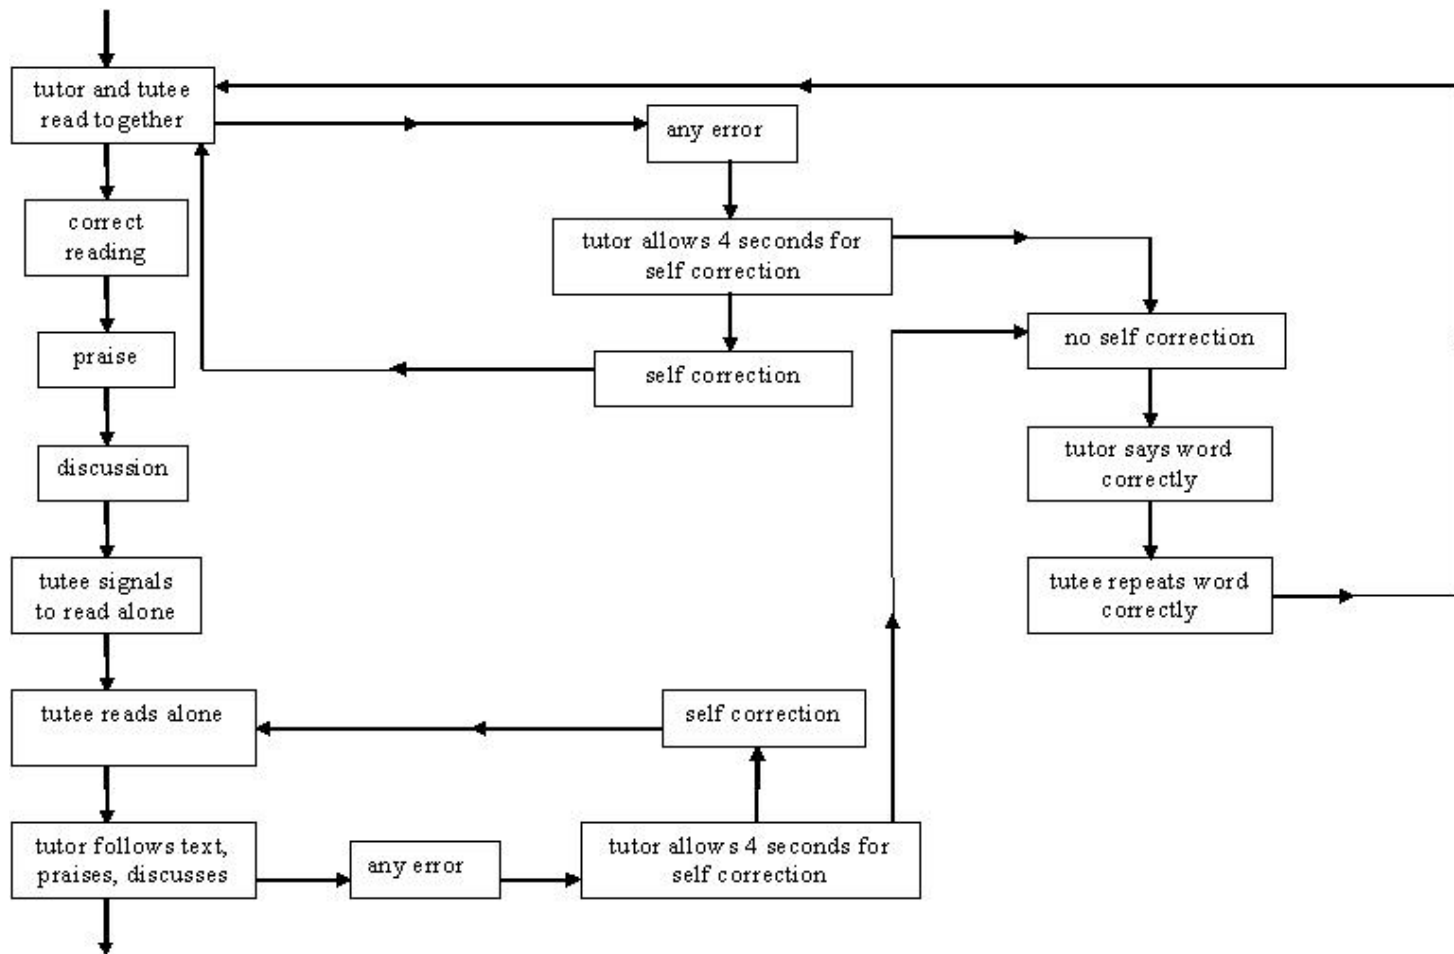 tutor and tutee
read together
any error
correct
reading
tutor allows 4 seconds for
self correction
praise
self correction
no self correction
discussion
tutor says word
correctly
tutee signals
to read alone
tutee repeats word
correctly
tutee reads alone
self correction
tutor follows text,
praises, discusses
any error
tutor allows 4 seconds for
self correction